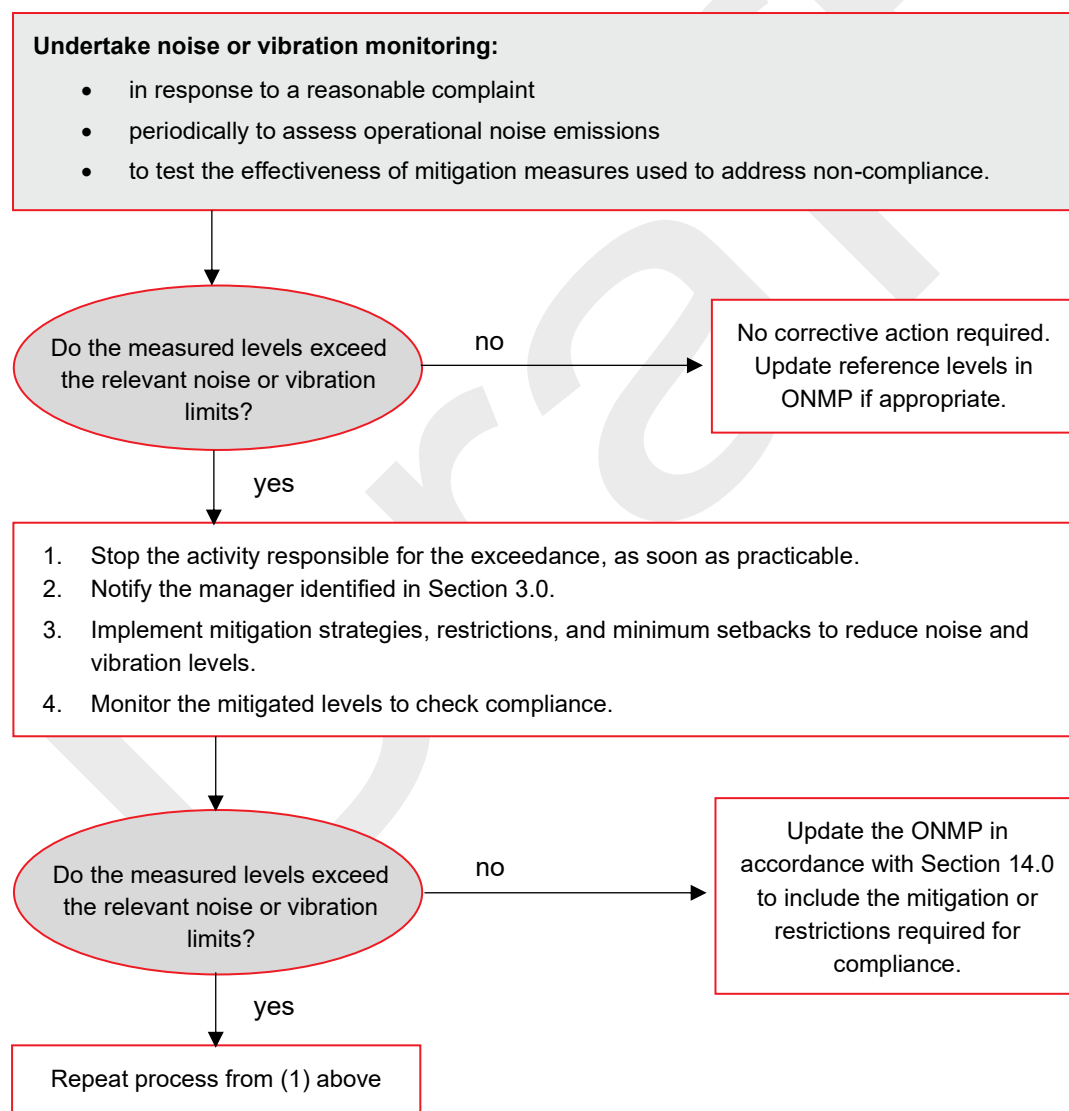 Undertake noise or vibration monitoring:
• in response to a reasonable complaint
• periodically to assess operational noise emissions
• to test the effectiveness of mitigation measures used to address non-compliance.
Do the measured levels exceed
the relevant noise or vibration
limits?
no
No corrective action required.
Update reference levels in
ONMP if appropriate.
yes
1. Stop the activity responsible for the exceedance, as soon as practicable.
2. Notify the manager identified in Section 3.0.
3. Implement mitigation strategies, restrictions, and minimum setbacks to reduce noise and
vibration levels.
4. Monitor the mitigated levels to check compliance.
Do the measured levels exceed
the relevant noise or vibration
limits?
no
Update the ONMP in
accordance with Section 14.0
to include the mitigation or
restrictions required for
compliance.
yes
Repeat process from (1) above